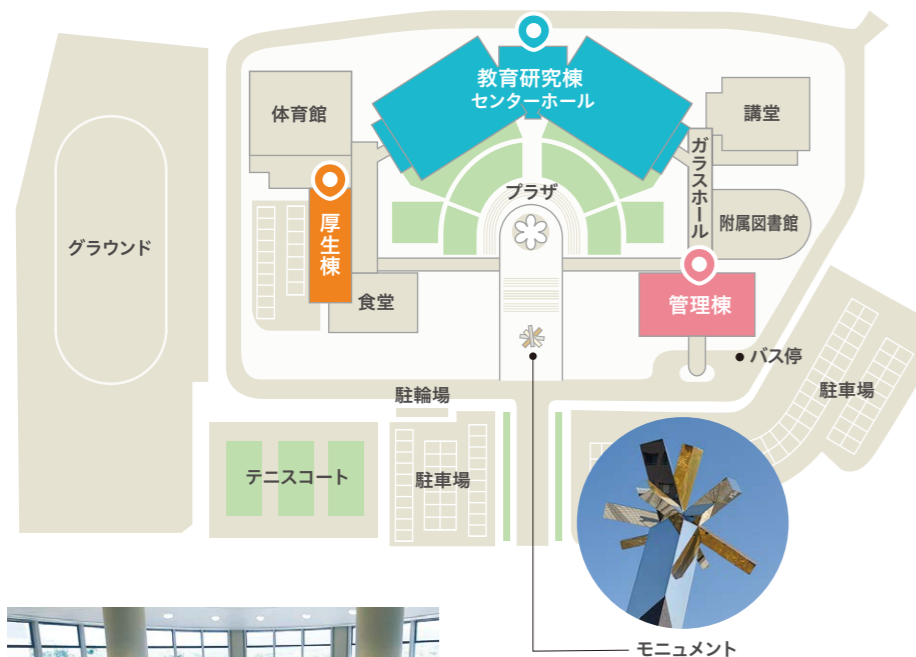 教育研究棟
センターホール
体育館
講堂
ガラスホール
プラザ
附属図書館
厚生棟
グラウンド
食堂
管理棟
バス停
駐車場
駐輪場
テニスコート
駐車場
モニュメント